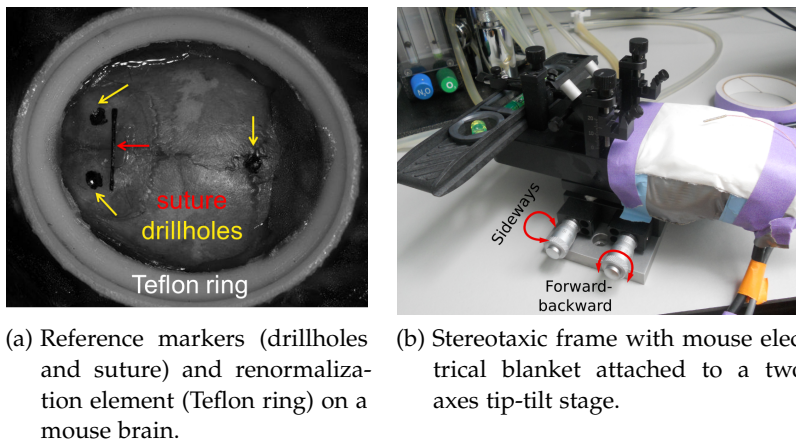 suture
drillholes
Teflon ring
N₂O
O
Sideways
Forward-
backward
(a) Reference markers (drillholes
and suture) and renormaliza-
tion element (Teflon ring) on a
mouse brain.
(b) Stereotaxic frame with mouse elec
trical blanket attached to a two
axes tip-tilt stage.